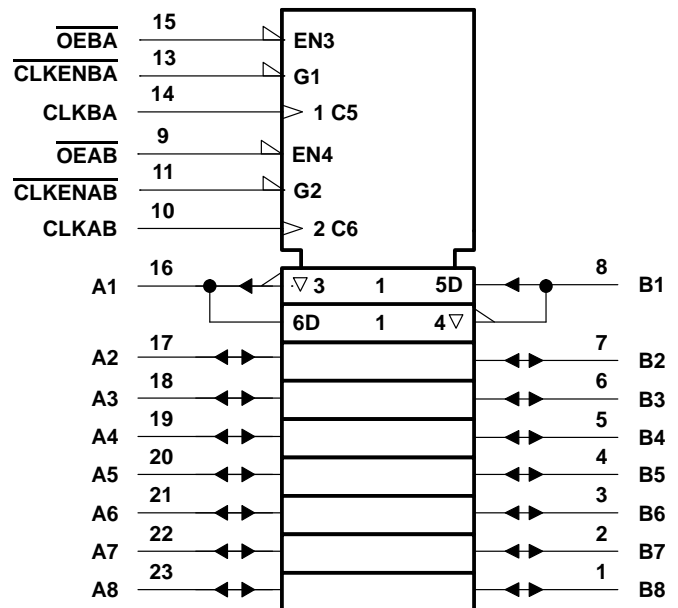 15
OEBA
EN3
13
CLKENBA
G1
14
CLKBA
1 C5
9
OEAB
EN4
11
CLKENAB
G2
10
CLKAB
2 C6
16
A1
▽ 3 1 5D
8
B1
6D 1 4 ▽
17
A2
7
B2
18
A3
6
B3
19
A4
5
B4
20
A5
4
B5
21
A6
3
B6
22
A7
2
B7
23
A8
1
B8